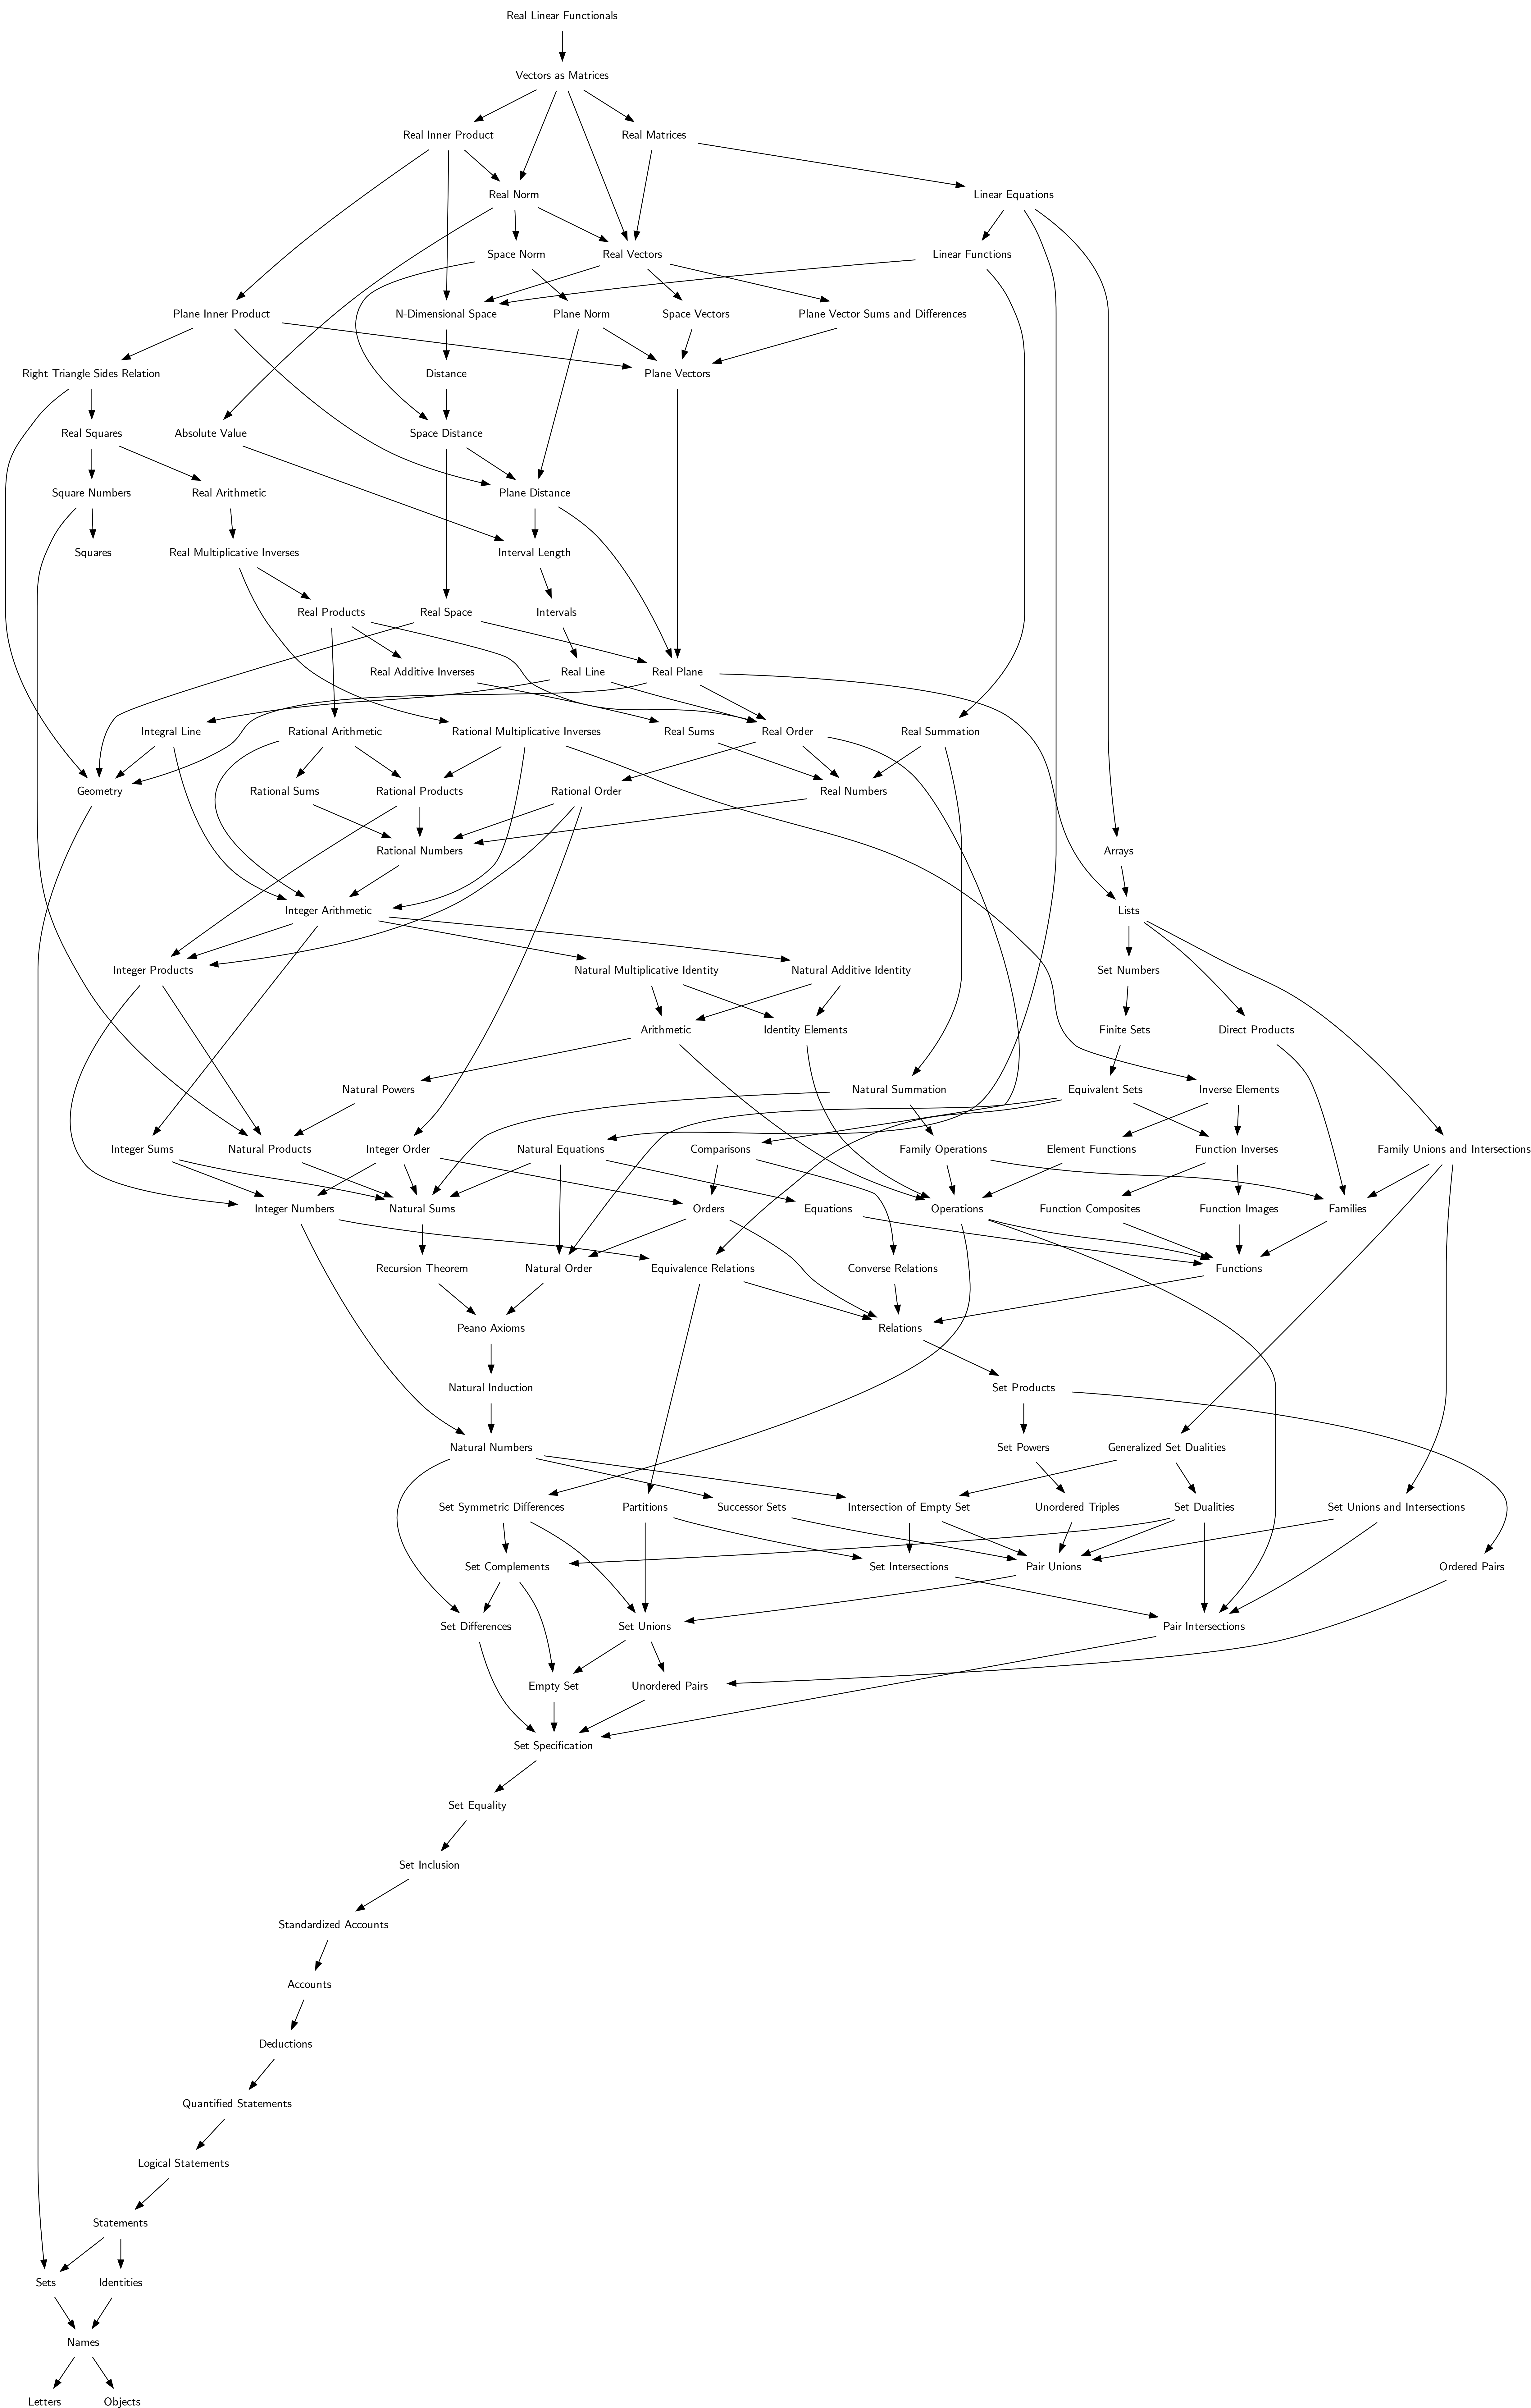 Real Linear Functionals
Vectors as Matrices
Real Inner Product
Real Matrices
Real Norm
Linear Equations
Space Norm
Real Vectors
Linear Functions
Plane Inner Product
N-Dimensional Space
Plane Norm
Space Vectors
Plane Vector Sums and Differences
Right Triangle Sides Relation
Distance
Plane Vectors
Real Squares
Absolute Value
Space Distance
Square Numbers
Real Arithmetic
Plane Distance
Squares
Real Multiplicative Inverses
Interval Length
Real Products
Real Space
Intervals
Real Additive Inverses
Real Line
Real Plane
Integral Line
Rational Arithmetic
Rational Multiplicative Inverses
Real Sums
Real Order
Real Summation
Geometry
Rational Sums
Rational Products
Rational Order
Real Numbers
Rational Numbers
Arrays
Integer Arithmetic
Lists
Integer Products
Natural Multiplicative Identity
Natural Additive Identity
Set Numbers
Arithmetic
Identity Elements
Finite Sets
Direct Products
Natural Powers
Natural Summation
Equivalent Sets
Inverse Elements
Integer Sums
Natural Products
Integer Order
Natural Equations
Comparisons
Family Operations
Element Functions
Function Inverses
Family Unions and Intersections
Integer Numbers
Natural Sums
Orders
Equations
Operations
Function Composites
Function Images
Families
Recursion Theorem
Natural Order
Equivalence Relations
Converse Relations
Functions
Peano Axioms
Relations
Natural Induction
Set Products
Natural Numbers
Set Powers
Generalized Set Dualities
Set Symmetric Differences
Partitions
Successor Sets
Intersection of Empty Set
Unordered Triples
Set Dualities
Set Unions and Intersections
Set Complements
Set Intersections
Pair Unions
Ordered Pairs
Set Differences
Set Unions
Pair Intersections
Empty Set
Unordered Pairs
Set Specification
Set Equality
Set Inclusion
Standardized Accounts
Accounts
Deductions
Quantified Statements
Logical Statements
Statements
Sets
Identities
Names
Letters
Objects